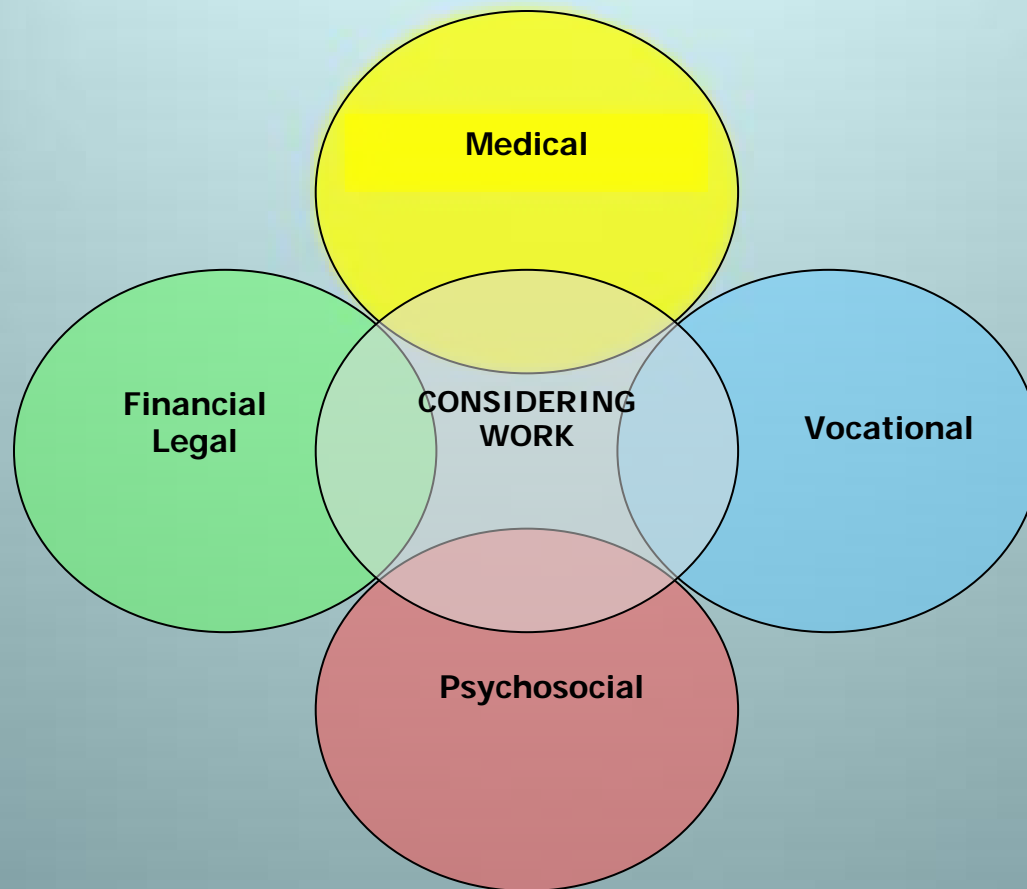 Medical
Financial
Legal
CONSIDERING
WORK
Vocational
Psychosocial